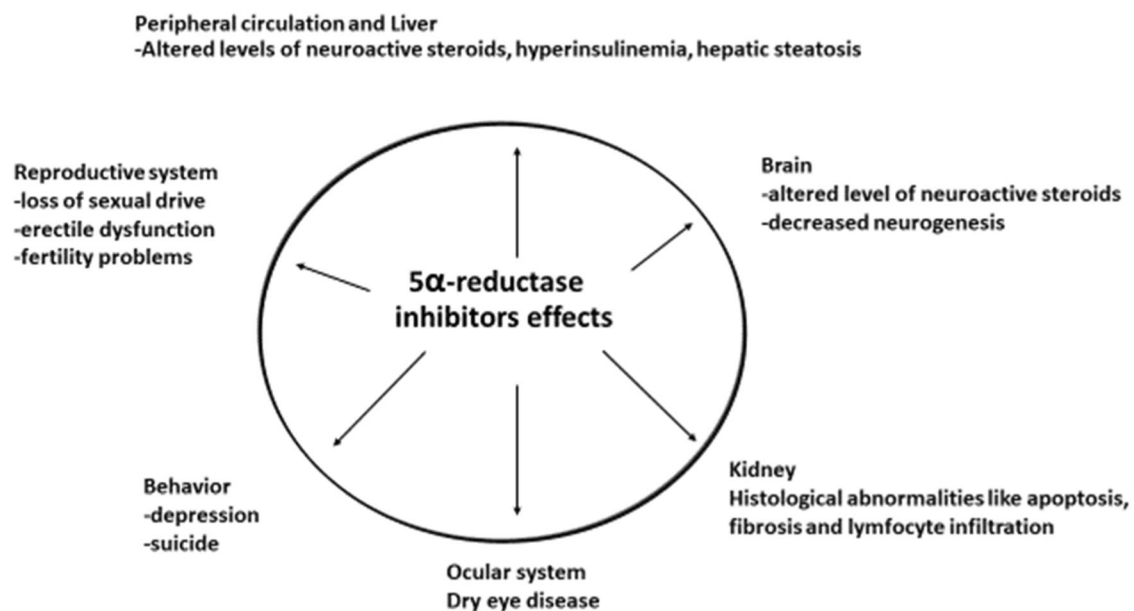 Peripheral circulation and Liver
-Altered levels of neuroactive steroids, hyperinsulinemia, hepatic steatosis
Reproductive system
-loss of sexual drive
-erectile dysfunction
-fertility problems
Brain
-altered level of neuroactive steroids
-decreased neurogenesis
5α-reductase
inhibitors effects
Behavior
-depression
-suicide
Kidney
Histological abnormalities like apoptosis,
fibrosis and lymfocyte infiltration
Ocular system
Dry eye disease